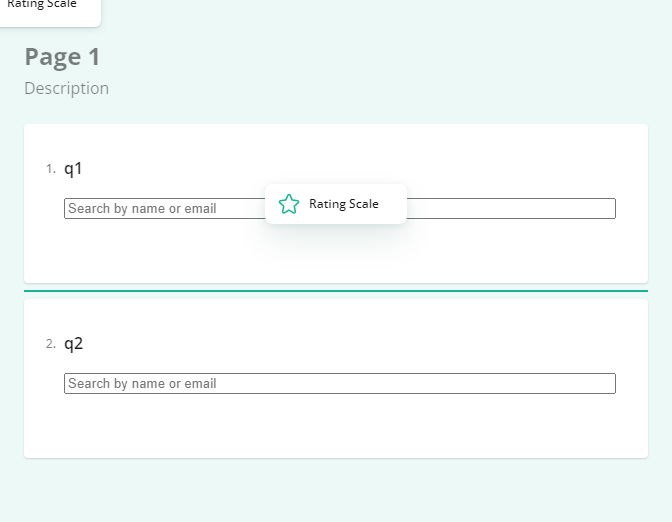 Rating Scale
Page 1
Description
1. q1
Search by name or email
Rating Scale
2. q2
Search by name or email